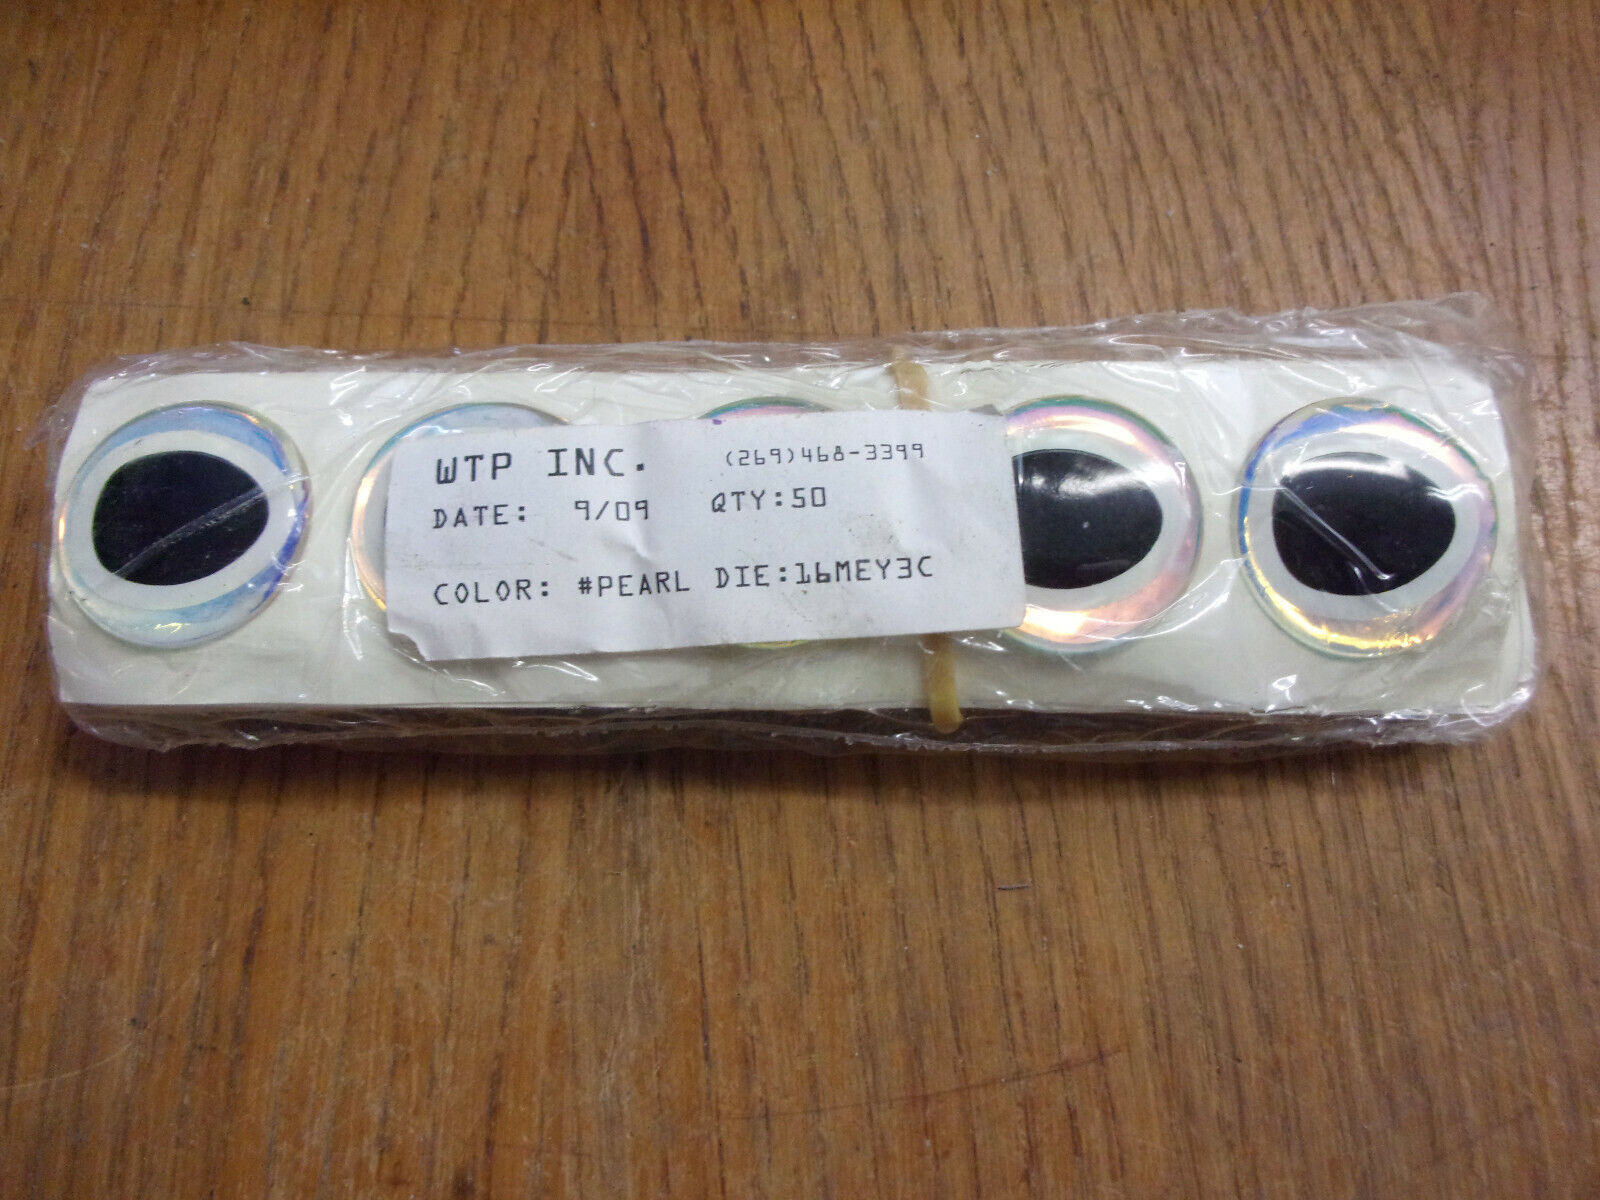 WTP INC. (269)468-3399
DATE: 9/09 QTY:50
COLOR: #PEARL DIE:16MEY3C